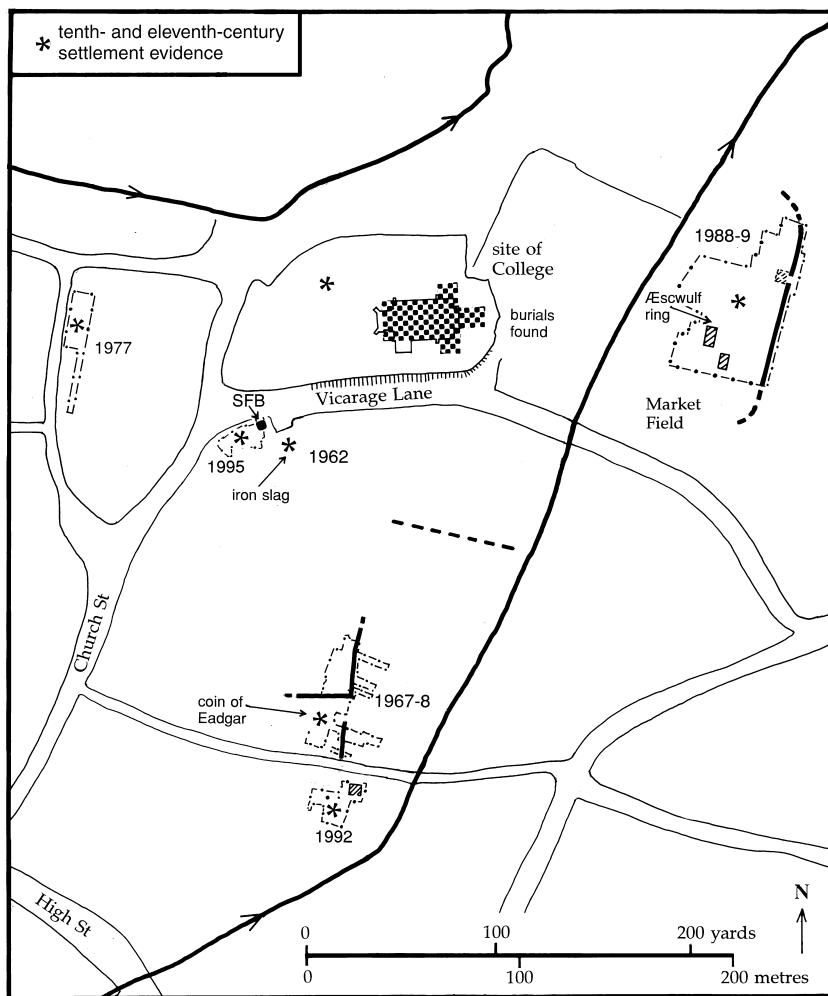 * tenth- and eleventh-century
settlement evidence
site of
College
1988-9
burials
found
Æscwulf
ring
1977
Market
Field
SFB
Vicarage Lane
1995
1962
iron slag
Church St
coin of
Eadgar
1967-8
1992
High St
N
0 100 200 yards
0 100 200 metres